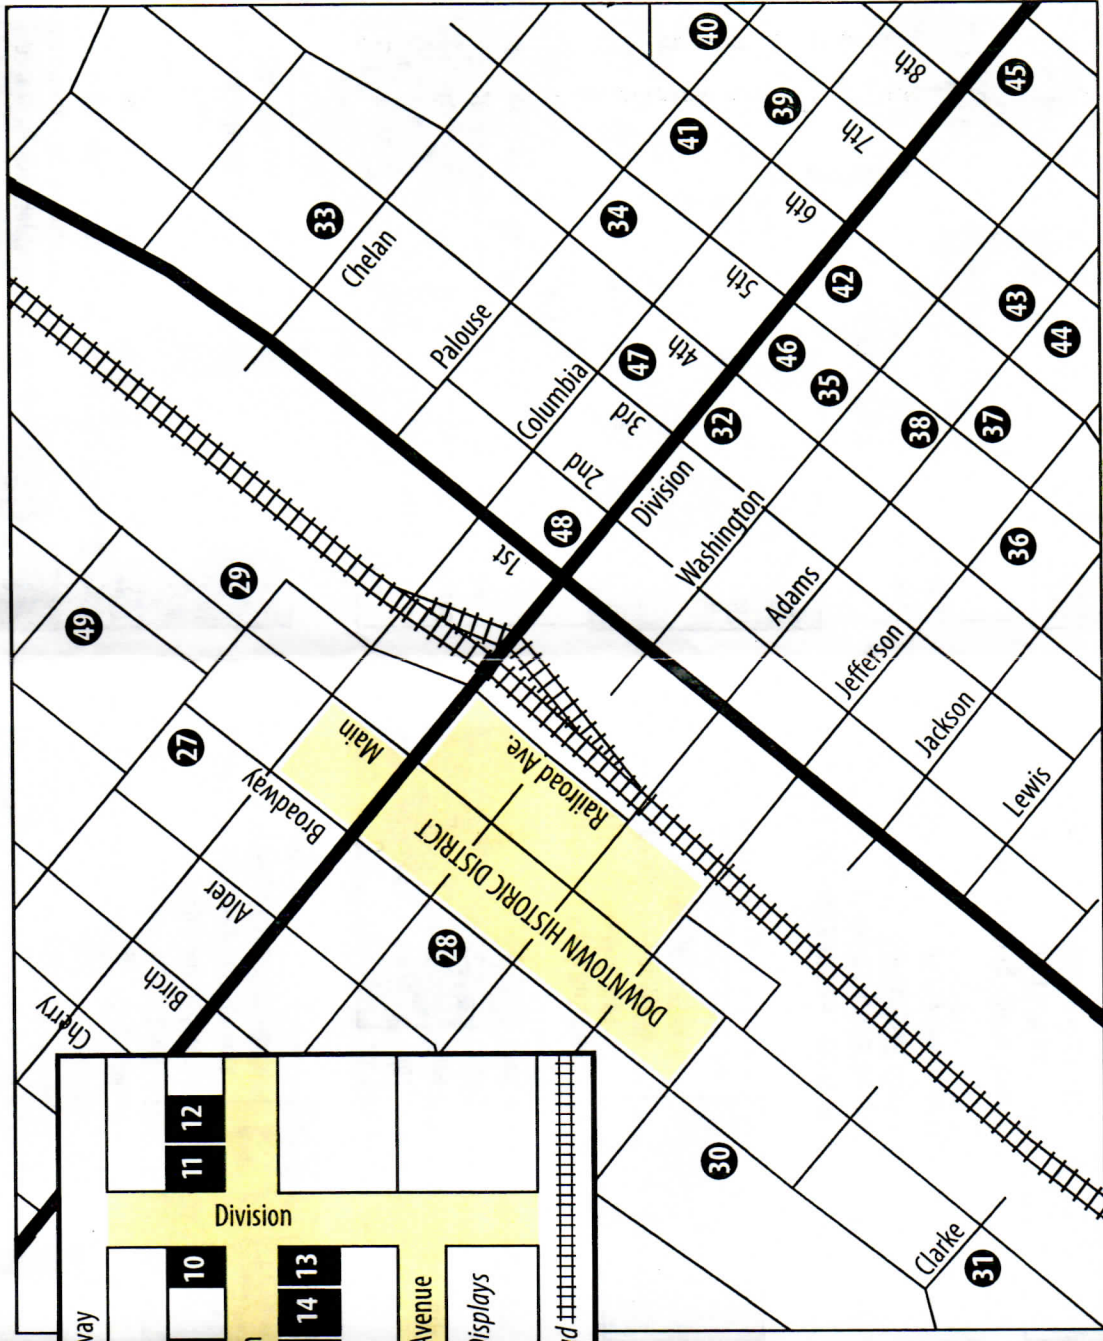 40
8th
45
39
7th
41
33
6th
34
Chelan
5th
42
Palouse
43
44
47
4th
46
35
Columbia
3rd
32
38
37
2nd
Division
48
Washington
36
1st
29
49
Adams
Jefferson
Jackson
27
Main
Railroad Ave.
Lewis
Broadway
DOWNTOWN HISTORIC DISTRICT
Alder
28
Birch
Cherry
30
Clarke
31
12
11
Division
10
13
14
Avenue
Displays